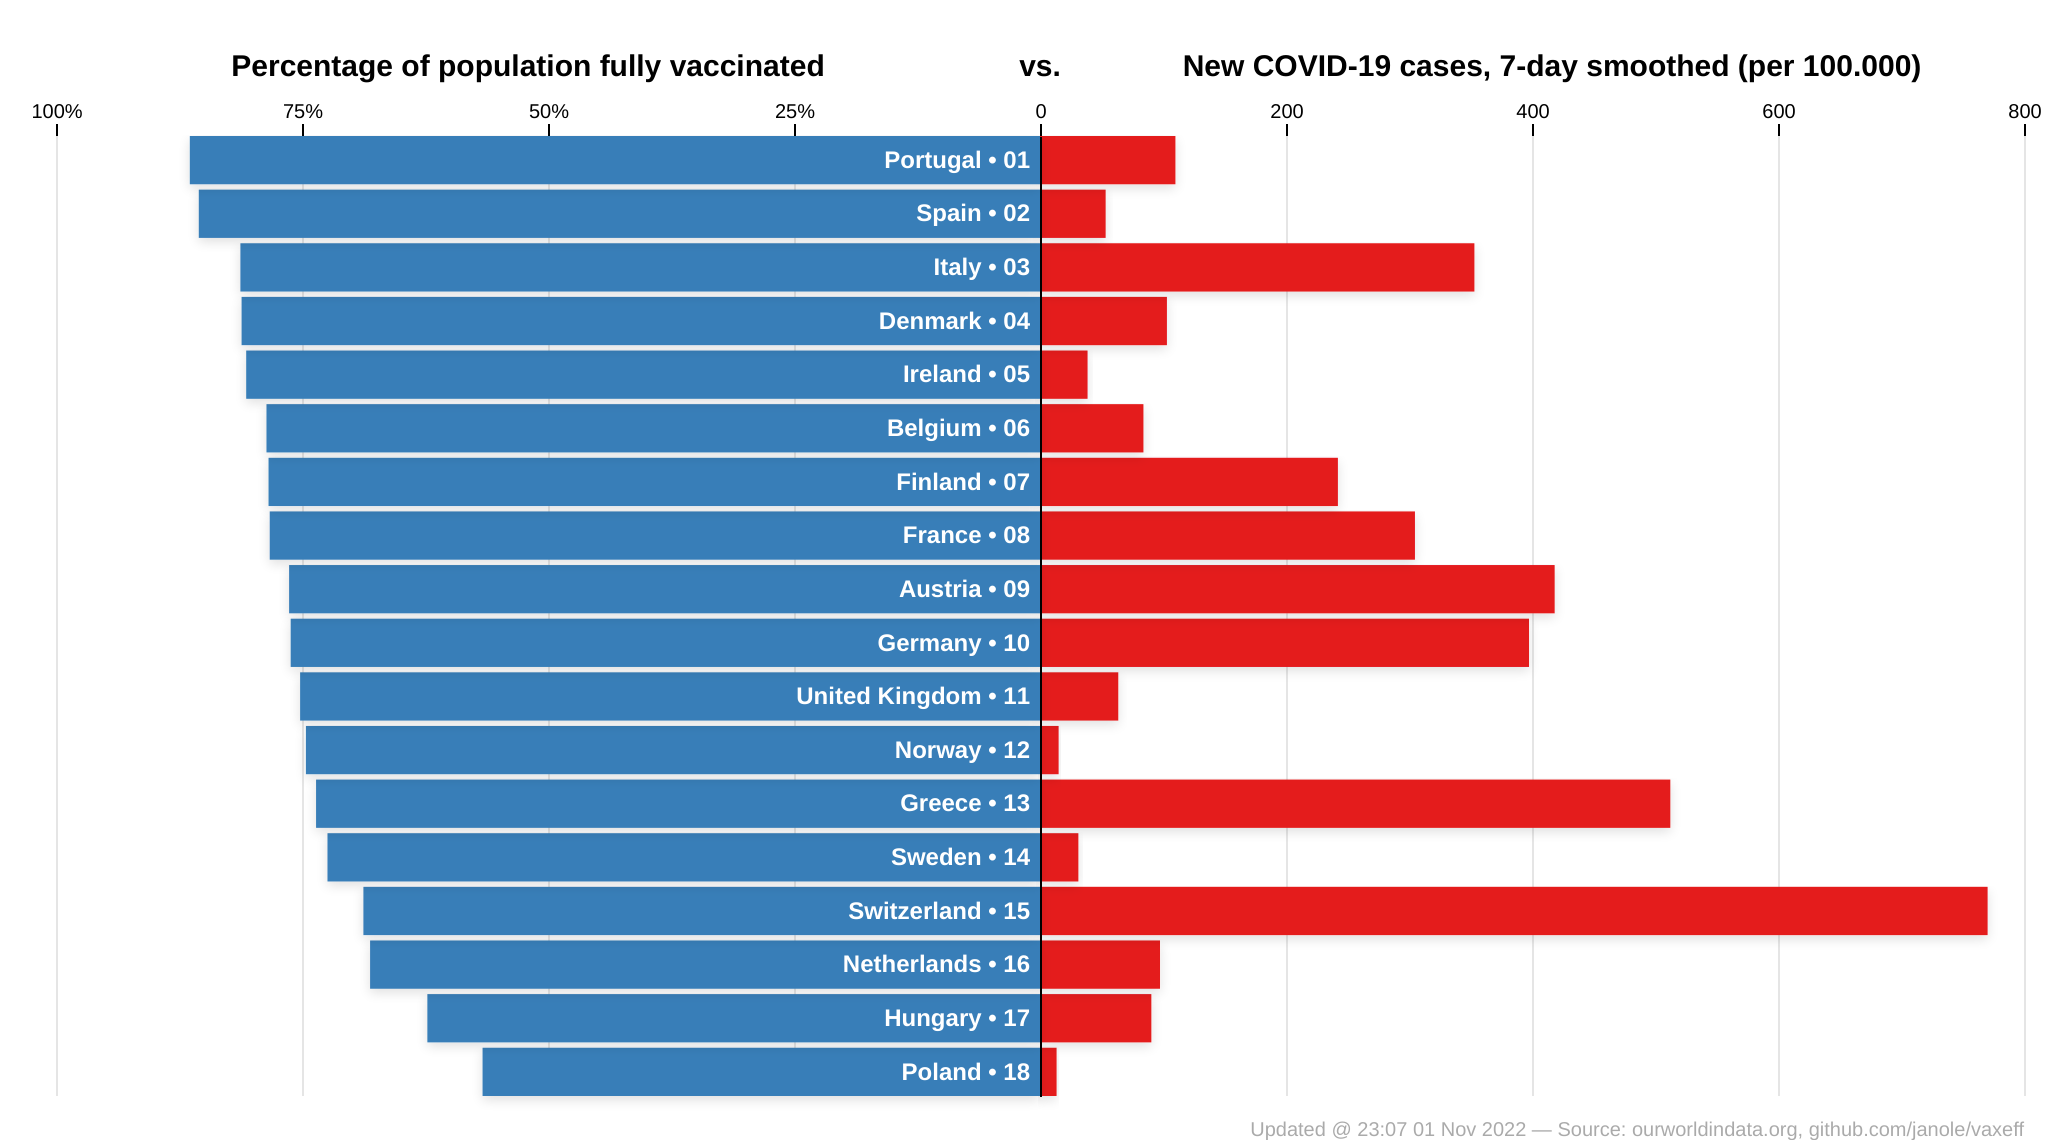 Percentage of population fully vaccinated vs. New COVID-19 cases, 7-day smoothed (per 100.000)
100% 75% 50% 25% 0 200 400 600 800
Portugal • 01
Spain • 02
Italy • 03
Denmark • 04
Ireland • 05
Belgium • 06
Finland • 07
France • 08
Austria • 09
Germany • 10
United Kingdom • 11
Norway • 12
Greece • 13
Sweden • 14
Switzerland • 15
Netherlands • 16
Hungary • 17
Poland • 18
Updated @ 23:07 01 Nov 2022 — Source: ourworldindata.org, github.com/janole/vaxeff